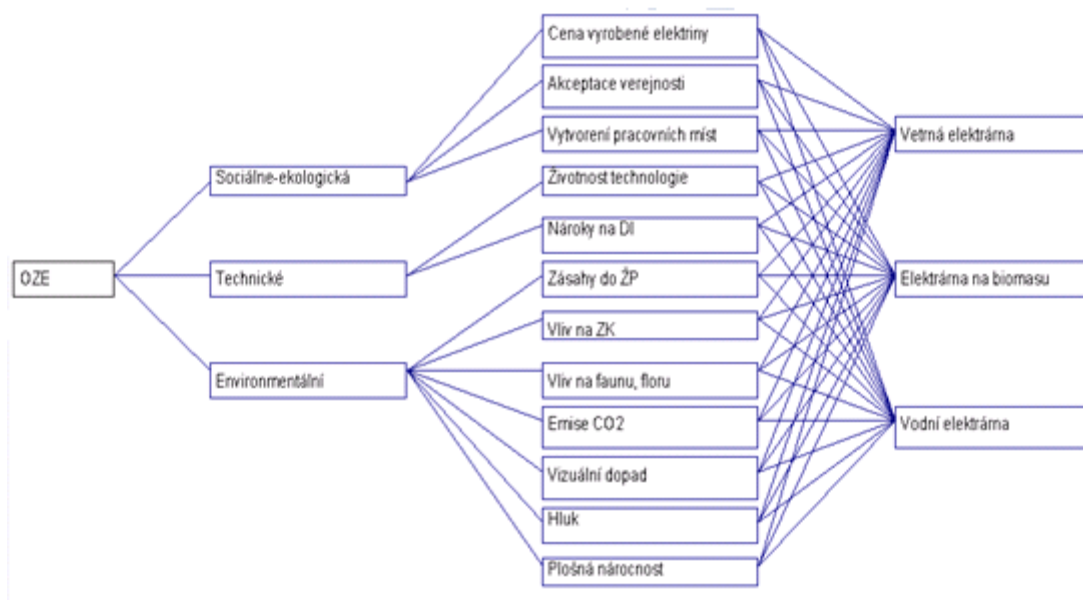 OZE
Sociálne-ekologická
Technické
Environmentální
Cena vyrobené elektriny
Akceptace verejnosti
Vytvorení pracovních míst
Životnost technologie
Nároky na DI
Zásahy do ŽP
Vliv na ZK
Vliv na faunu, floru
Emise CO2
Vizuální dopad
Hluk
Plošná nárocnost
Vetrná elektrárna
Elektrárna na biomasu
Vodní elektrárna